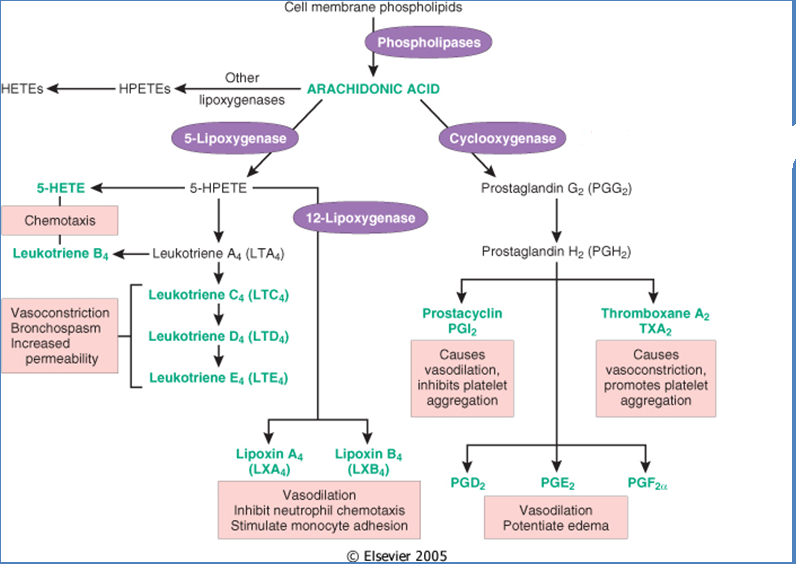 Cell membrane phospholipids
Phospholipases
HETEs
HPETEs
Other
lipoxygenases
ARACHIDONIC ACID
5-Lipoxygenase
Cyclooxygenase
5-HETE
5-HPETE
Prostaglandin G₂ (PGG₂)
Chemotaxis
12-Lipoxygenase
Leukotriene B₄
Leukotriene A₄ (LTA₄)
Prostaglandin H₂ (PGH₂)
Vasoconstriction
Bronchospasm
Increased
permeability
Leukotriene C₄ (LTC₄)
Leukotriene D₄ (LTD₄)
Leukotriene E₄ (LTE₄)
Prostacyclin
PGI₂
Causes
vasodilation,
inhibits platelet
aggregation
Thromboxane A₂
TXA₂
Causes
vasoconstriction,
promotes platelet
aggregation
Lipoxin A₄
(LXA₄)
Lipoxin B₄
(LXB₄)
Vasodilation
Inhibit neutrophil chemotaxis
Stimulate monocyte adhesion
PGD₂
PGE₂
PGF₂α
Vasodilation
Potentiate edema
© Elsevier 2005